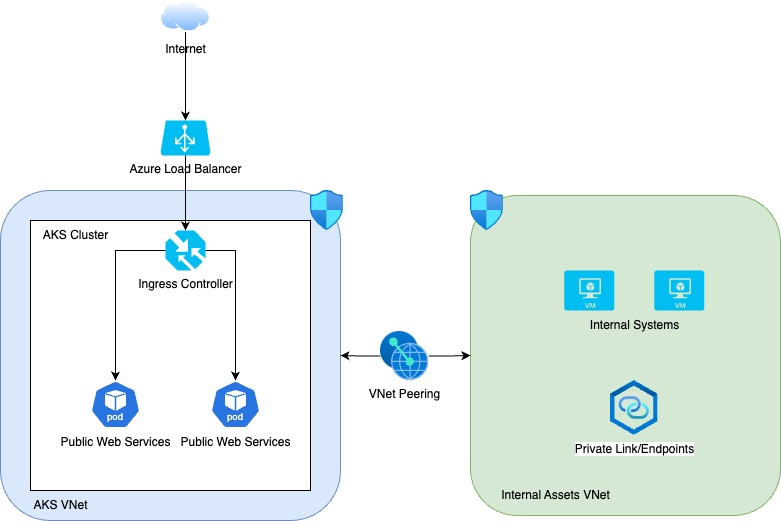 Internet
Azure Load Balancer
AKS Cluster
Ingress Controller
VM
VM
Internal Systems
VNet Peering
pod
pod
Public Web Services
Public Web Services
Private Link/Endpoints
AKS VNet
Internal Assets VNet